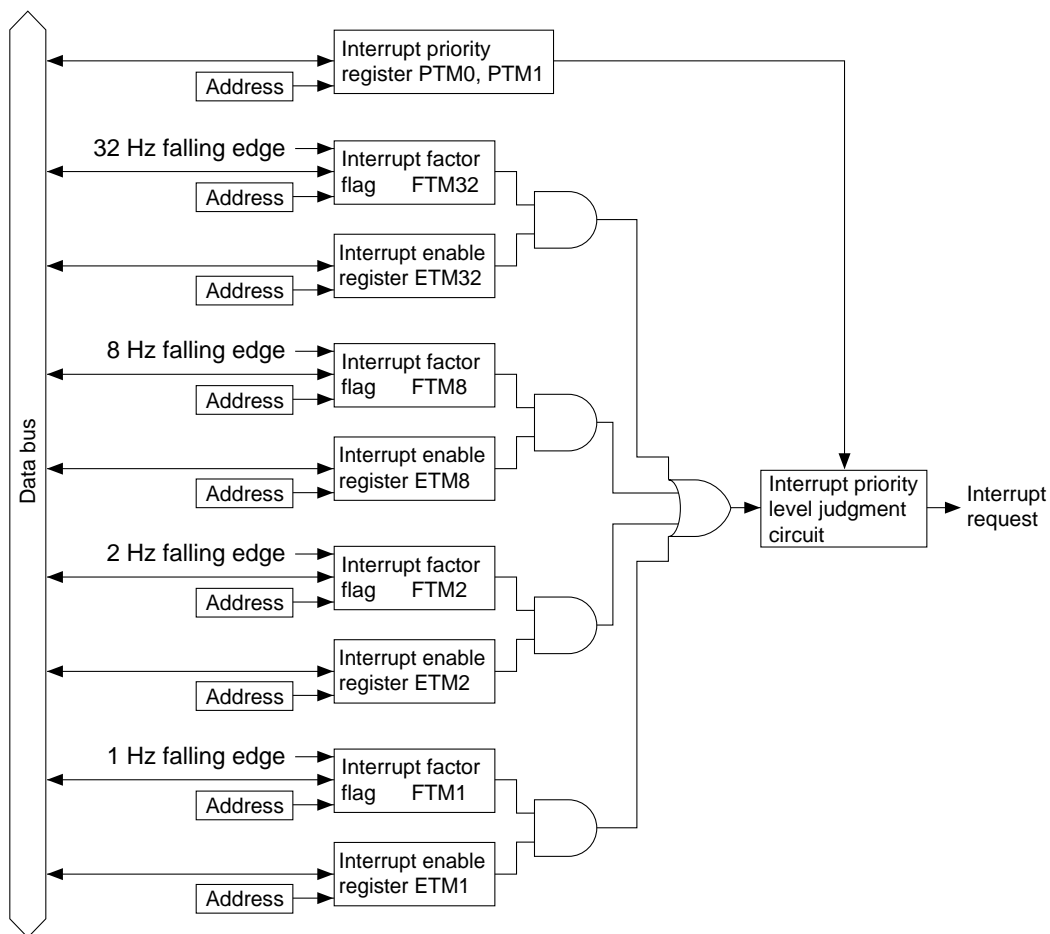 Data bus
Interrupt priority
register PTM0, PTM1
Address
32 Hz falling edge
Interrupt factor
flag FTM32
Address
Interrupt enable
register ETM32
Address
8 Hz falling edge
Interrupt factor
flag FTM8
Address
Interrupt enable
register ETM8
Address
Interrupt priority
level judgment
circuit
Interrupt
request
2 Hz falling edge
Interrupt factor
flag FTM2
Address
Interrupt enable
register ETM2
Address
1 Hz falling edge
Interrupt factor
flag FTM1
Address
Interrupt enable
register ETM1
Address